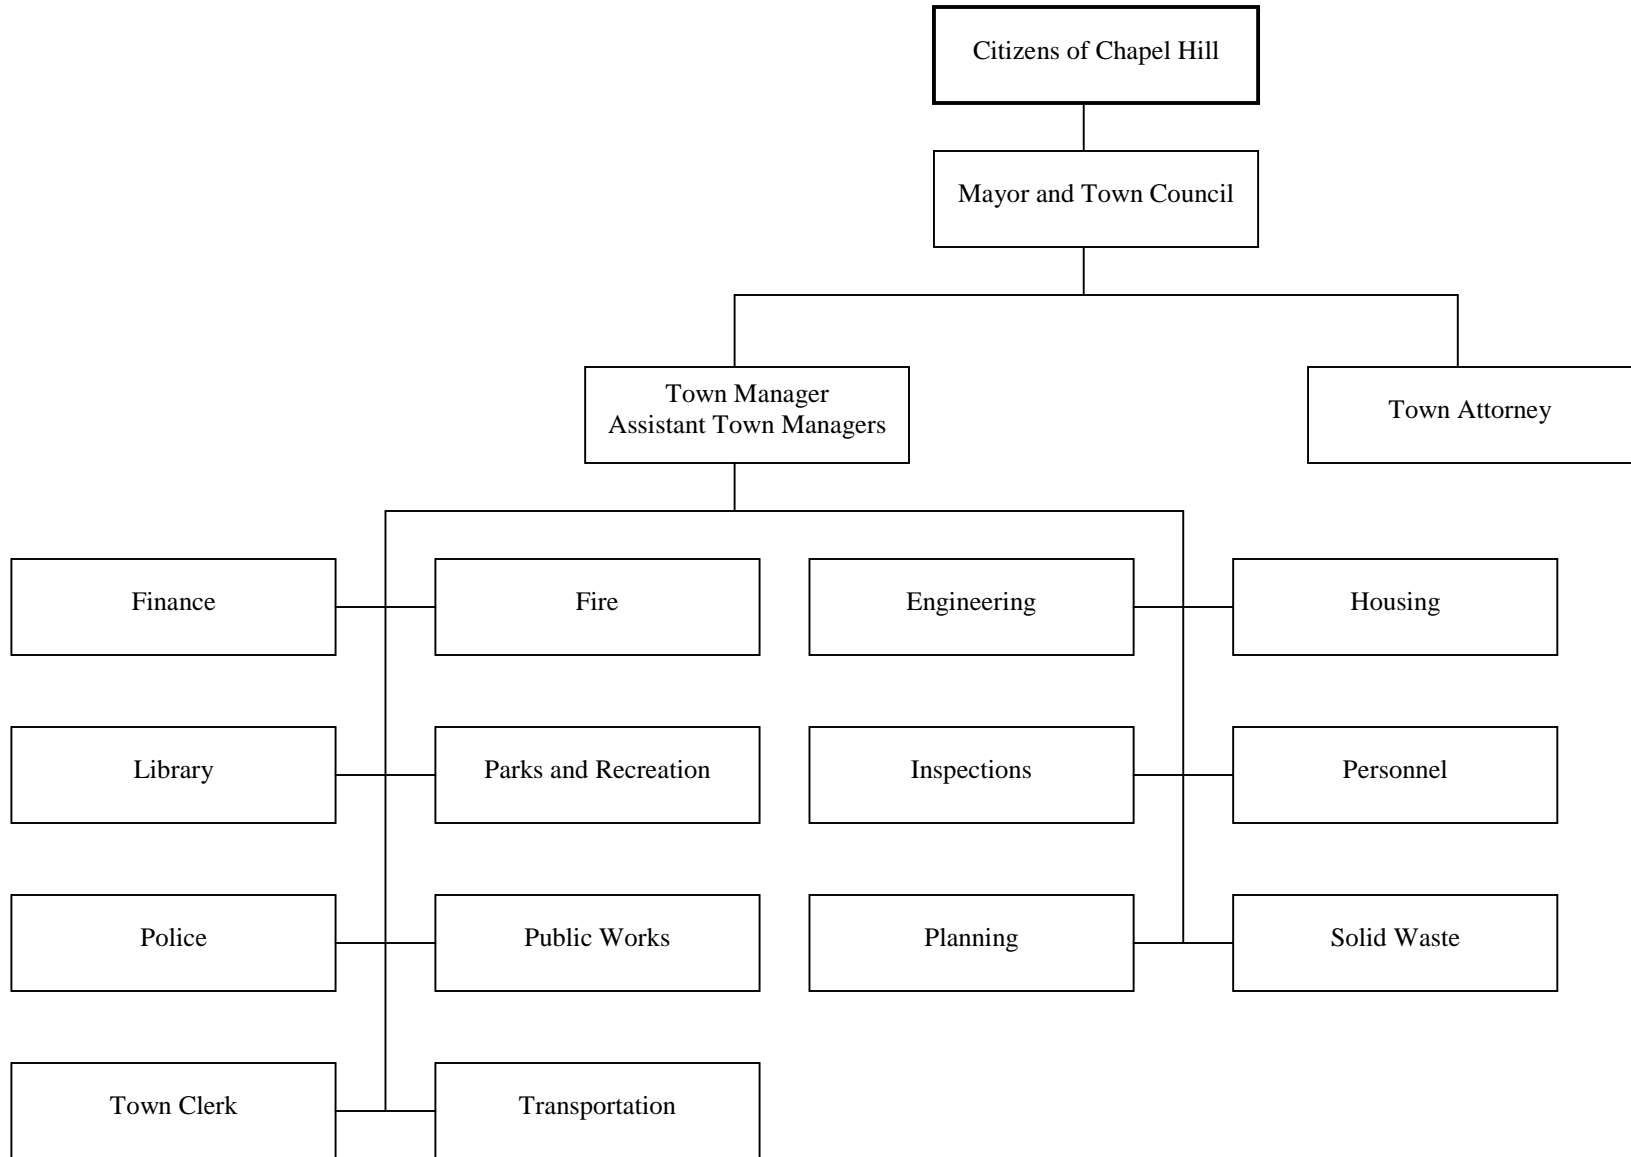 Citizens of Chapel Hill
Mayor and Town Council
Town Manager
Assistant Town Managers
Town Attorney
Finance
Fire
Engineering
Housing
Library
Parks and Recreation
Inspections
Personnel
Police
Public Works
Planning
Solid Waste
Town Clerk
Transportation